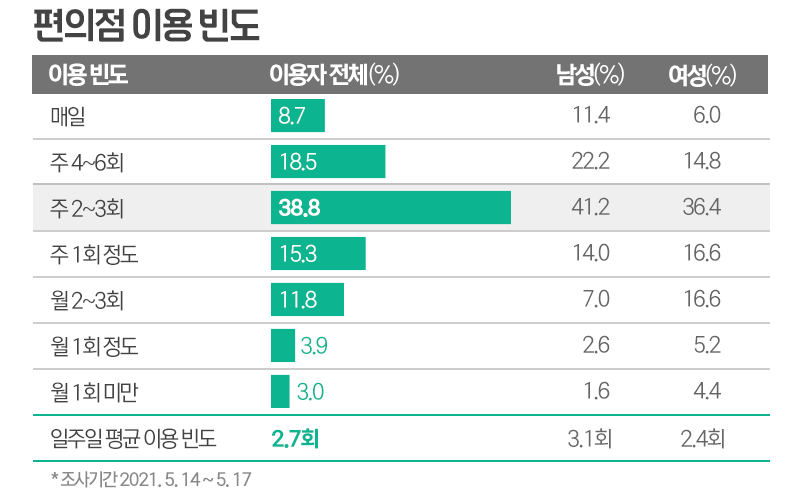 편의점 이용 빈도
이용 빈도 이용자 전체(%) 남성(%) 여성(%)
매일 8.7 11.4 6.0
주 4~6회 18.5 22.2 14.8
주 2~3회 38.8 41.2 36.4
주 1회 정도 15.3 14.0 16.6
월 2~3회 11.8 7.0 16.6
월 1회 정도 3.9 2.6 5.2
월 1회 미만 3.0 1.6 4.4
일주일 평균 이용 빈도 2.7회 3.1회 2.4회
* 조사기간 2021. 5. 14 ~ 5. 17